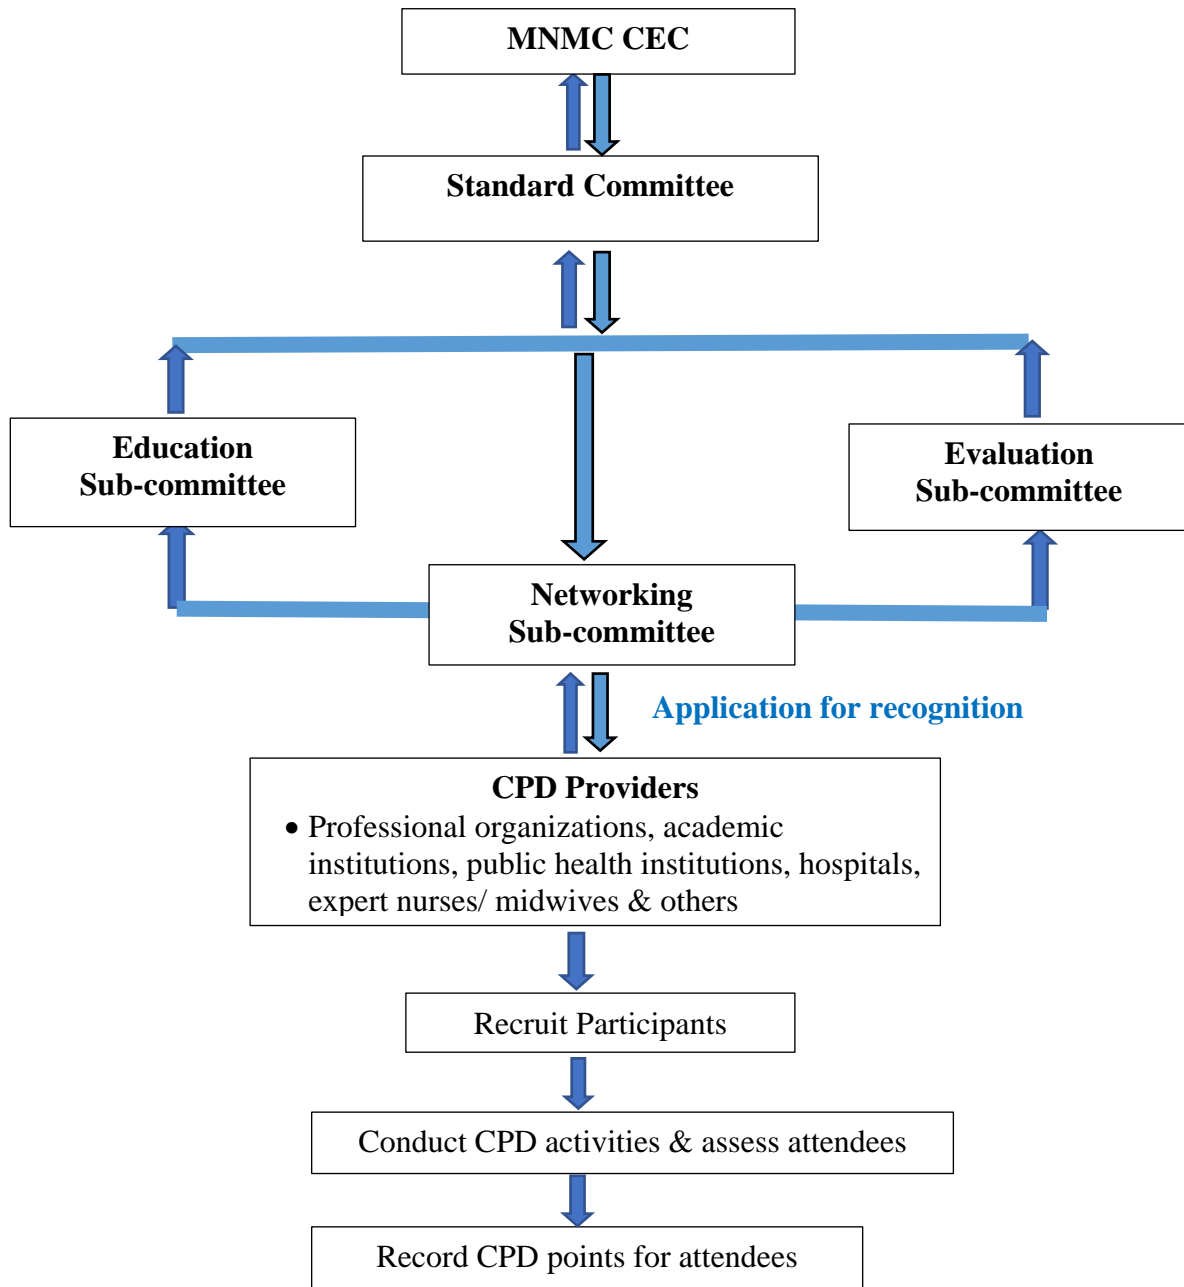 MNMC CEC
Standard Committee
Education
Sub-committee
Evaluation
Sub-committee
Networking
Sub-committee
Application for recognition
CPD Providers
• Professional organizations, academic
institutions, public health institutions, hospitals,
expert nurses/ midwives & others
Recruit Participants
Conduct CPD activities & assess attendees
Record CPD points for attendees